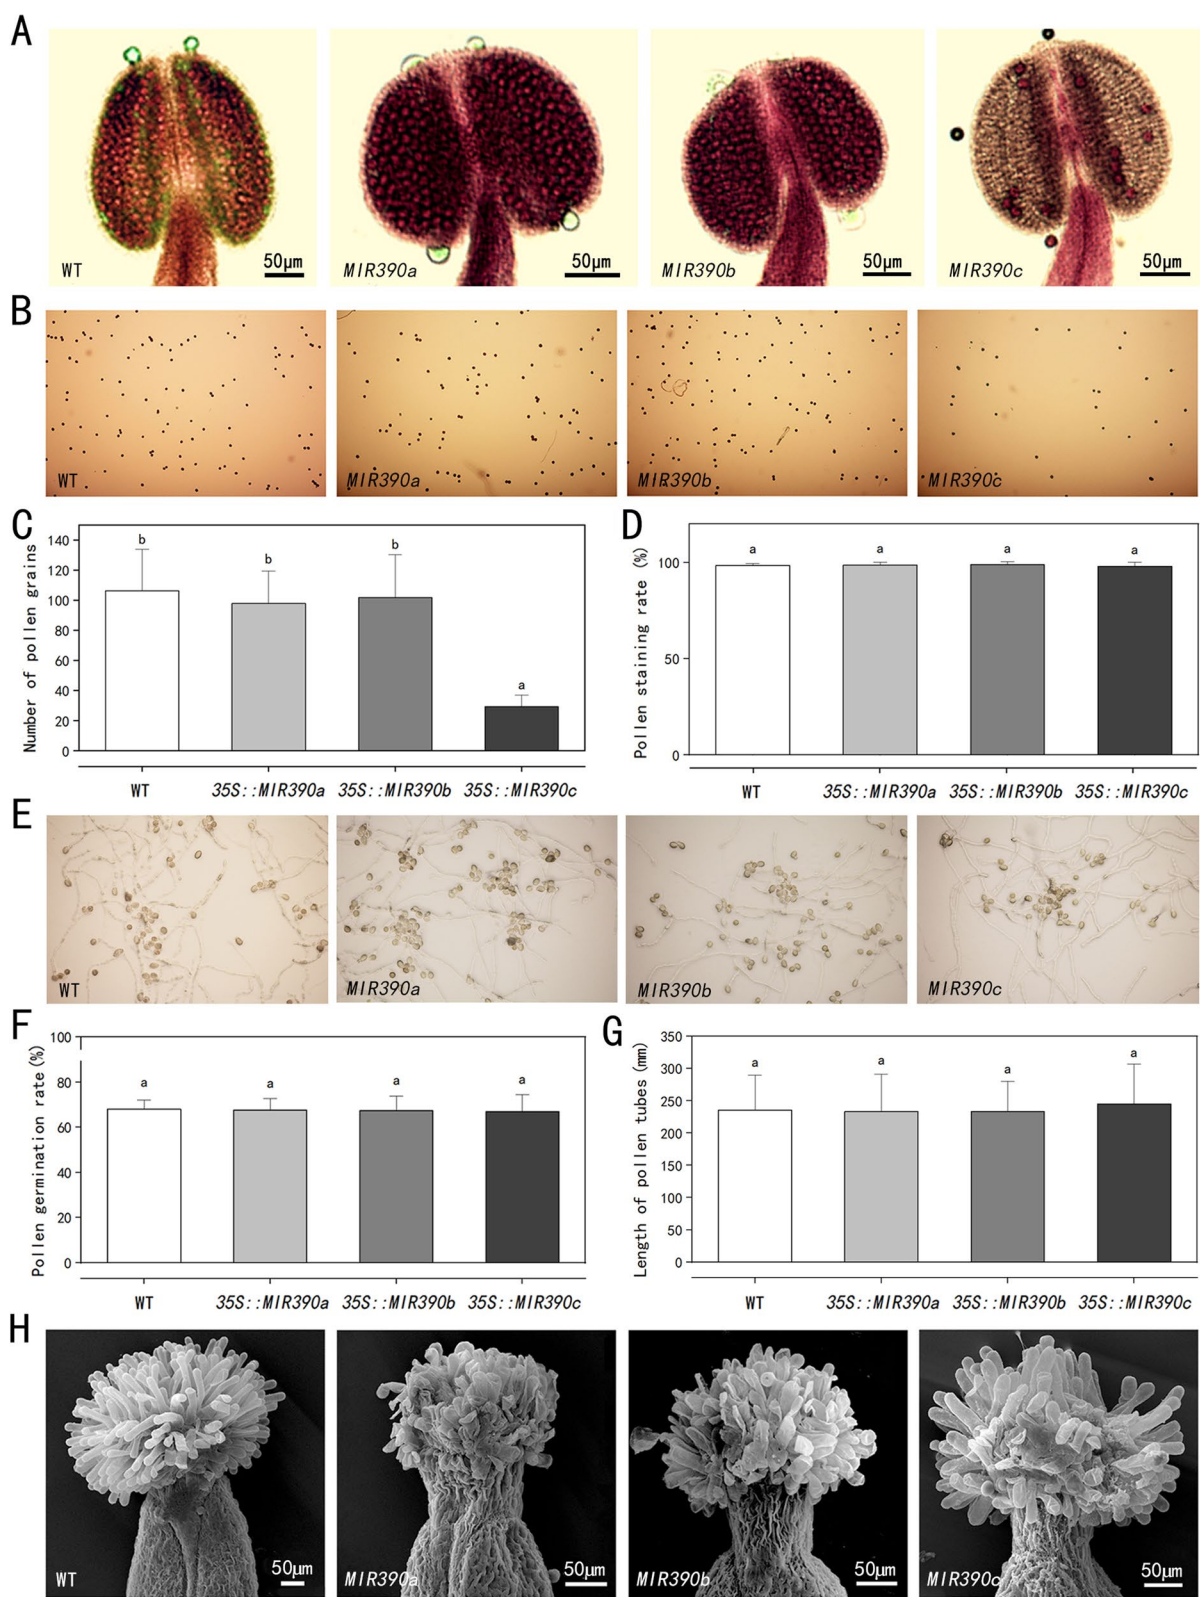 A
WT
50μm
MIR390a
50μm
MIR390b
50μm
MIR390c
50μm
B
WT
MIR390a
MIR390b
MIR390c
C
Number of pollen grains
140
120
100
80
60
40
20
0
b
b
b
a
WT
35S::MIR390a
35S::MIR390b
35S::MIR390c
D
Pollen staining rate (%)
100
50
0
a
a
a
a
WT
35S::MIR390a
35S::MIR390b
35S::MIR390c
E
WT
MIR390a
MIR390b
MIR390c
F
Pollen germination rate(%)
100
80
60
40
20
0
a
a
a
a
WT
35S::MIR390a
35S::MIR390b
35S::MIR390c
G
Length of pollen tubes(mm)
350
300
250
200
150
100
50
0
a
a
a
a
WT
35S::MIR390a
35S::MIR390b
35S::MIR390c
H
WT
50μm
MIR390a
50μm
MIR390b
50μm
MIR390c
50μm